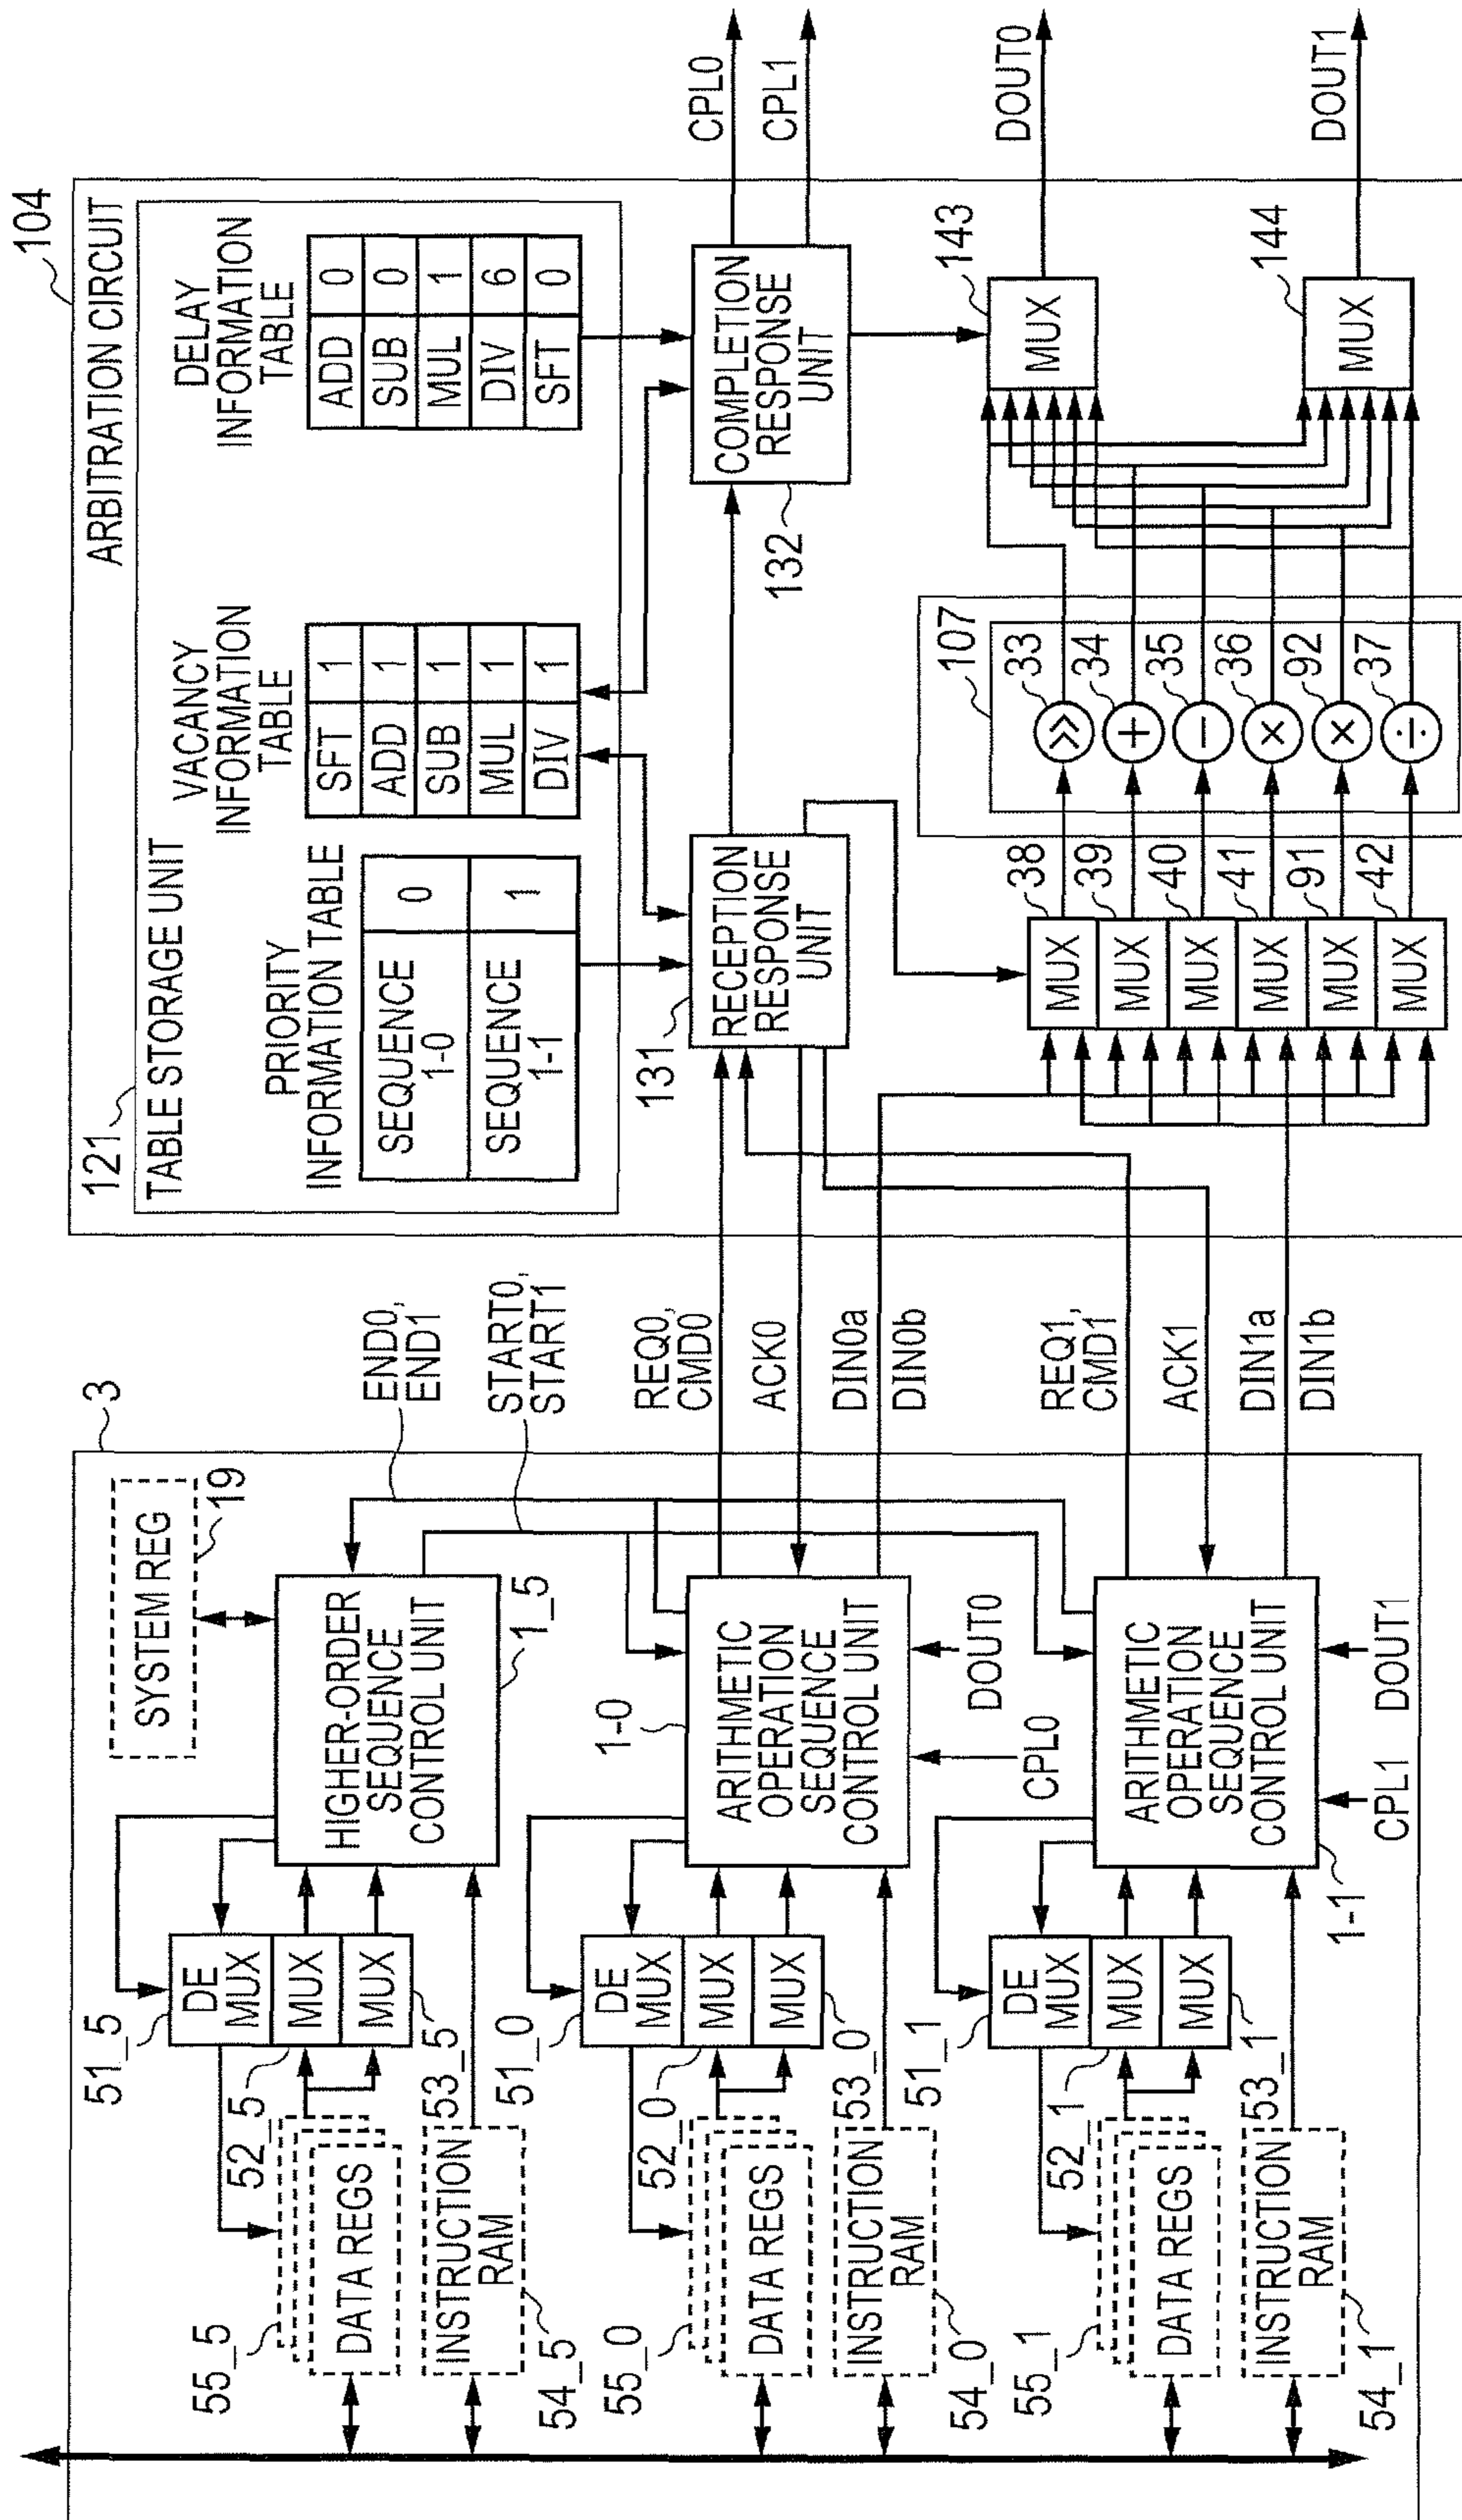 104
ARBITRATION CIRCUIT
121
TABLE STORAGE UNIT
PRIORITY
INFORMATION TABLE
SEQUENCE
1-0
0
SEQUENCE
1-1
1
VACANCY
INFORMATION
TABLE
SFT 1
ADD 1
SUB 1
MUL 1
DIV 1
DELAY
INFORMATION
TABLE
ADD 0
SUB 0
MUL 1
DIV 6
SFT 0
131
RECEPTION
RESPONSE
UNIT
132
COMPLETION
RESPONSE
UNIT
CPL0
CPL1
143
MUX
DOUT0
144
MUX
DOUT1
107
33
34
35
36
92
37
>>
+
−
×
×
÷
38
39
40
41
91
42
MUX
MUX
MUX
MUX
MUX
MUX
3
END0,
END1
START0,
START1
REQ0,
CMD0
ACK0
DIN0a
DIN0b
REQ1,
CMD1
ACK1
DIN1a
DIN1b
SYSTEM REG
19
HIGHER-ORDER
SEQUENCE
CONTROL UNIT
1_5
51_5
DE
MUX
MUX
MUX
52_5
53_5
55_5
DATA REGS
INSTRUCTION
RAM
54_5
1-0
ARITHMETIC
OPERATION
SEQUENCE
CONTROL UNIT
DOUT0
CPL0
51_0
DE
MUX
MUX
MUX
52_0
53_0
55_0
DATA REGS
INSTRUCTION
RAM
54_0
ARITHMETIC
OPERATION
SEQUENCE
CONTROL UNIT
1-1
DOUT1
CPL1
51_1
DE
MUX
MUX
MUX
52_1
53_1
55_1
DATA REGS
INSTRUCTION
RAM
54_1